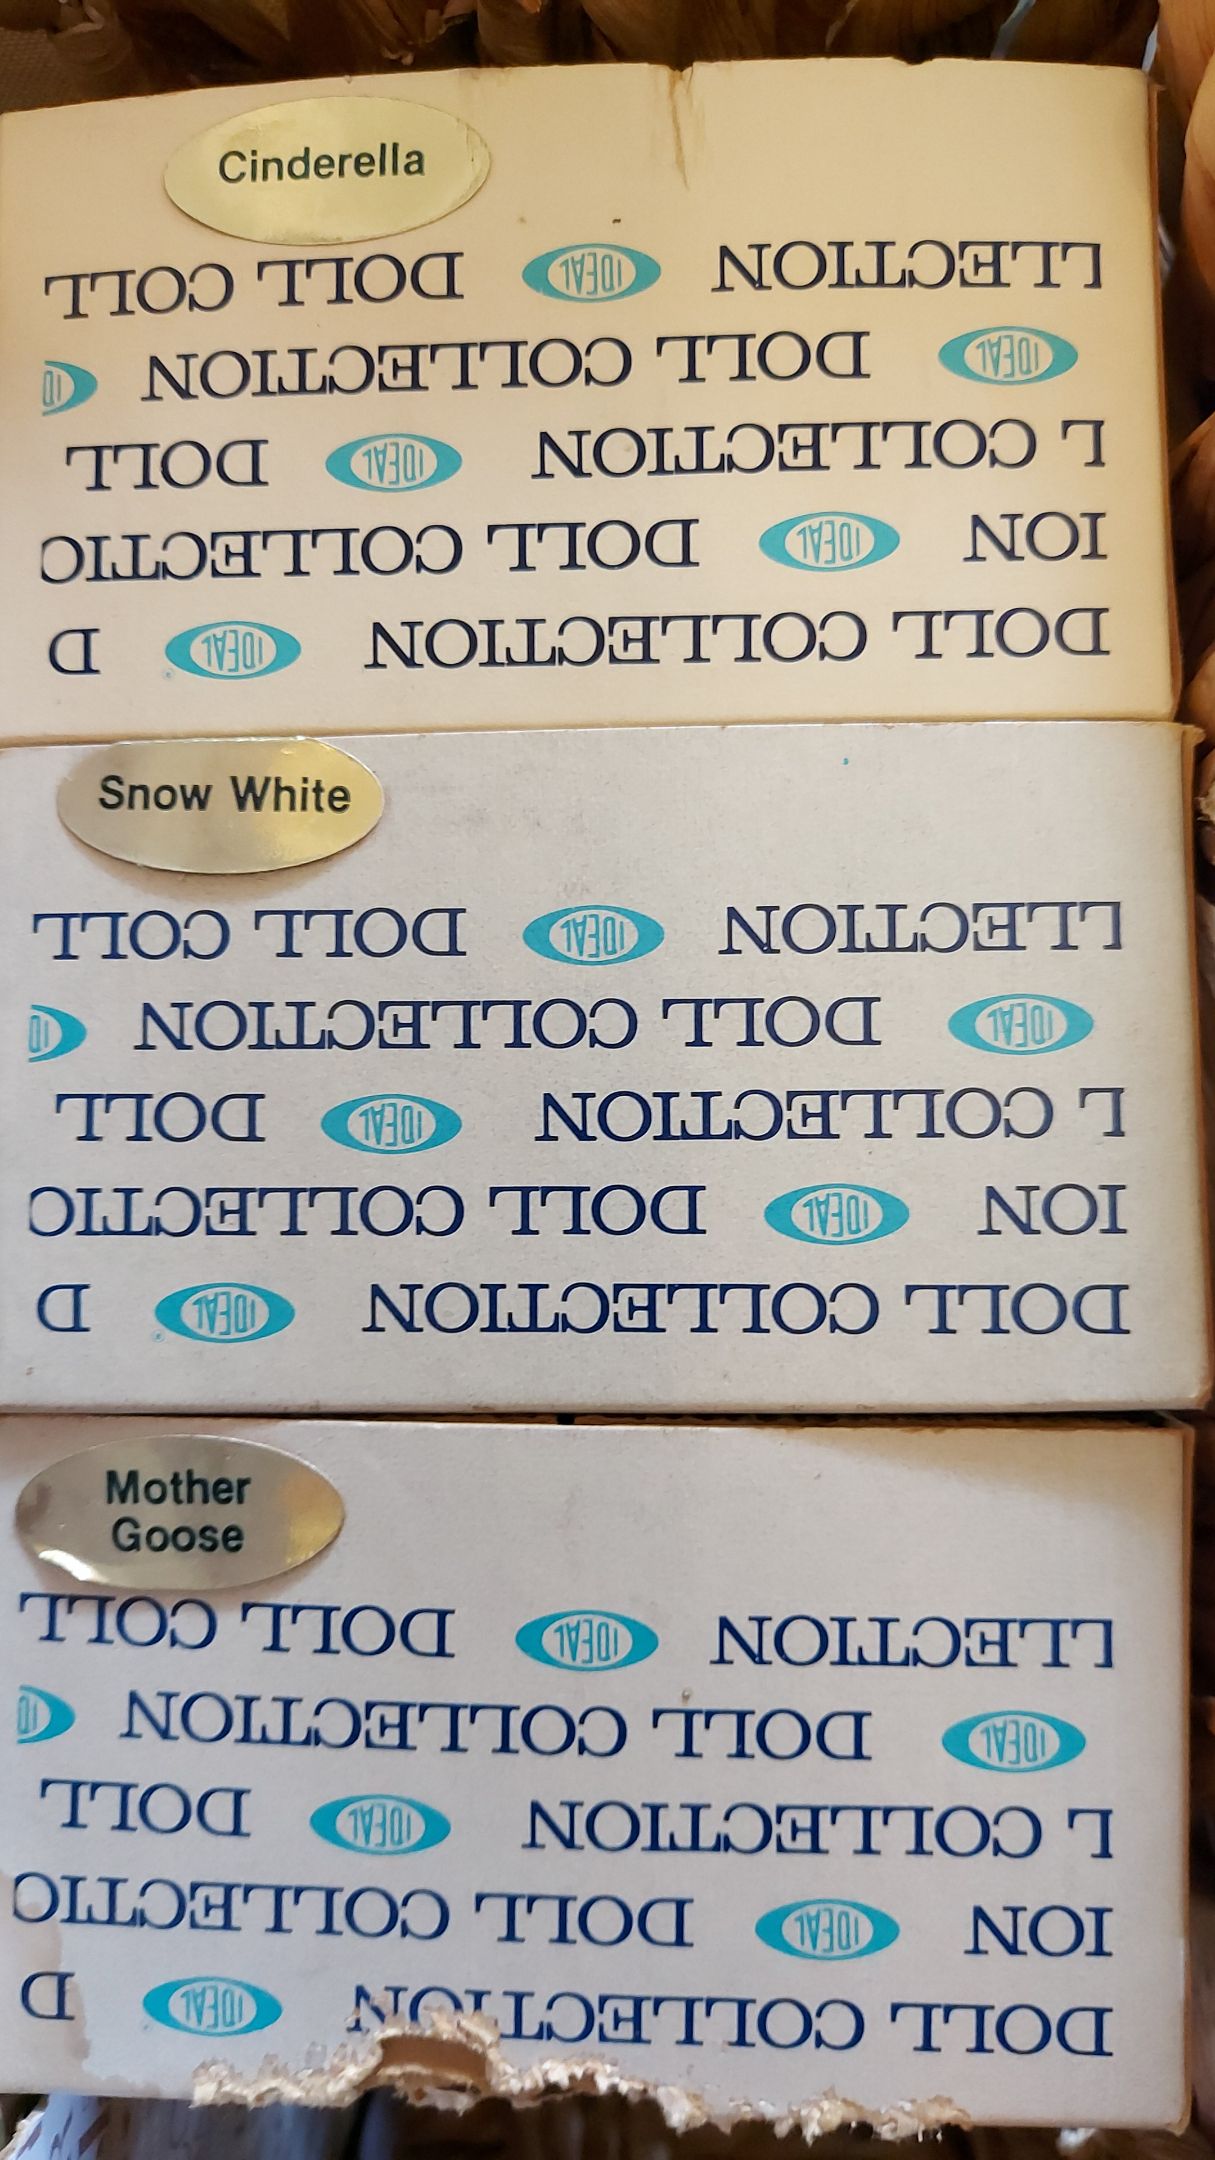 Cinderella
DOLL COLLECTION IDEAL® D
ION IDEAL DOLL COLLECTIO
L COLLECTION IDEAL DOLL
IDEAL DOLL COLLECTION ID
LLECTION IDEAL DOLL COLL
Snow White
DOLL COLLECTION IDEAL® D
ION IDEAL DOLL COLLECTIO
L COLLECTION IDEAL DOLL
IDEAL DOLL COLLECTION ID
LLECTION IDEAL DOLL COLL
Mother
Goose
DOLL COLLECTION IDEAL D
ION IDEAL DOLL COLLECTIO
L COLLECTION IDEAL DOLL
IDEAL DOLL COLLECTION ID
LLECTION IDEAL DOLL COLL